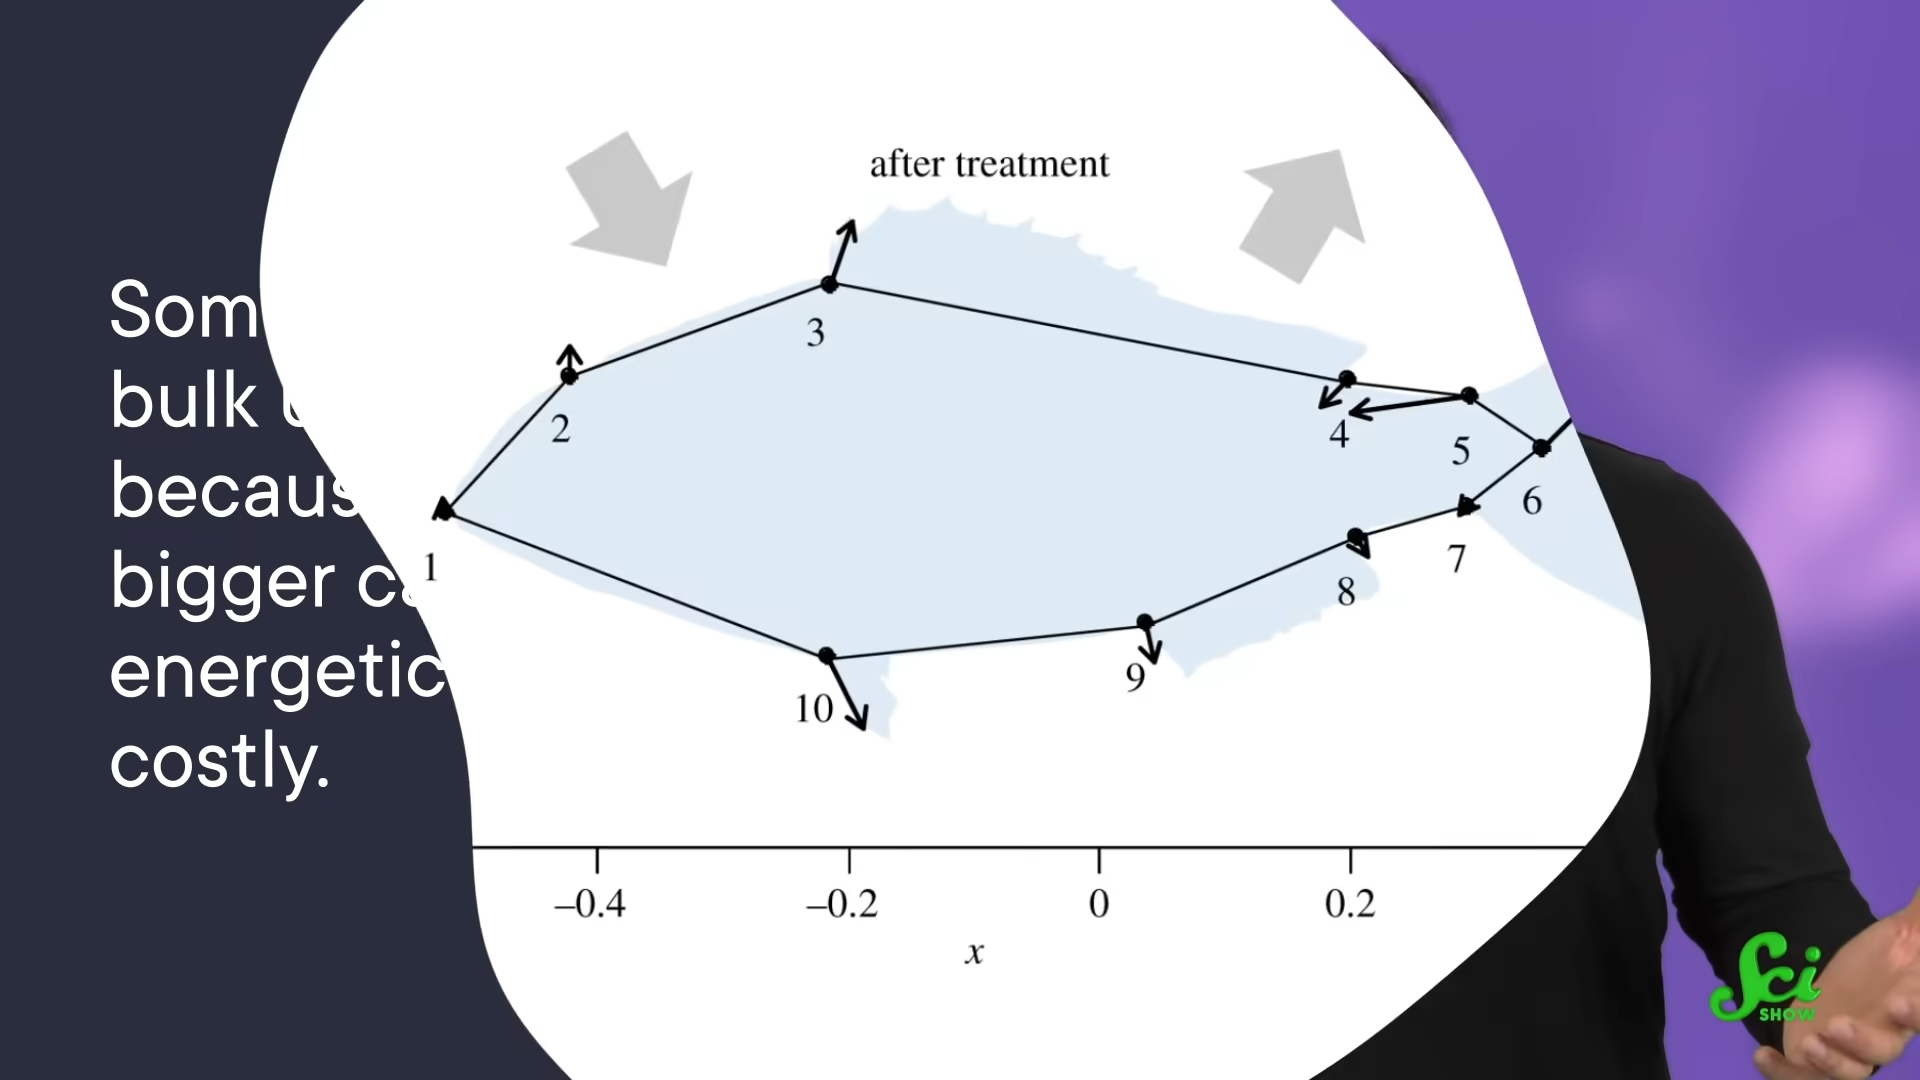 Som
bulk
becaus
bigger
energetic
costly.
after treatment
3
2
4
5
6
1
7
8
9
10
–0.4 –0.2 0 0.2
x
Sci
SHOW